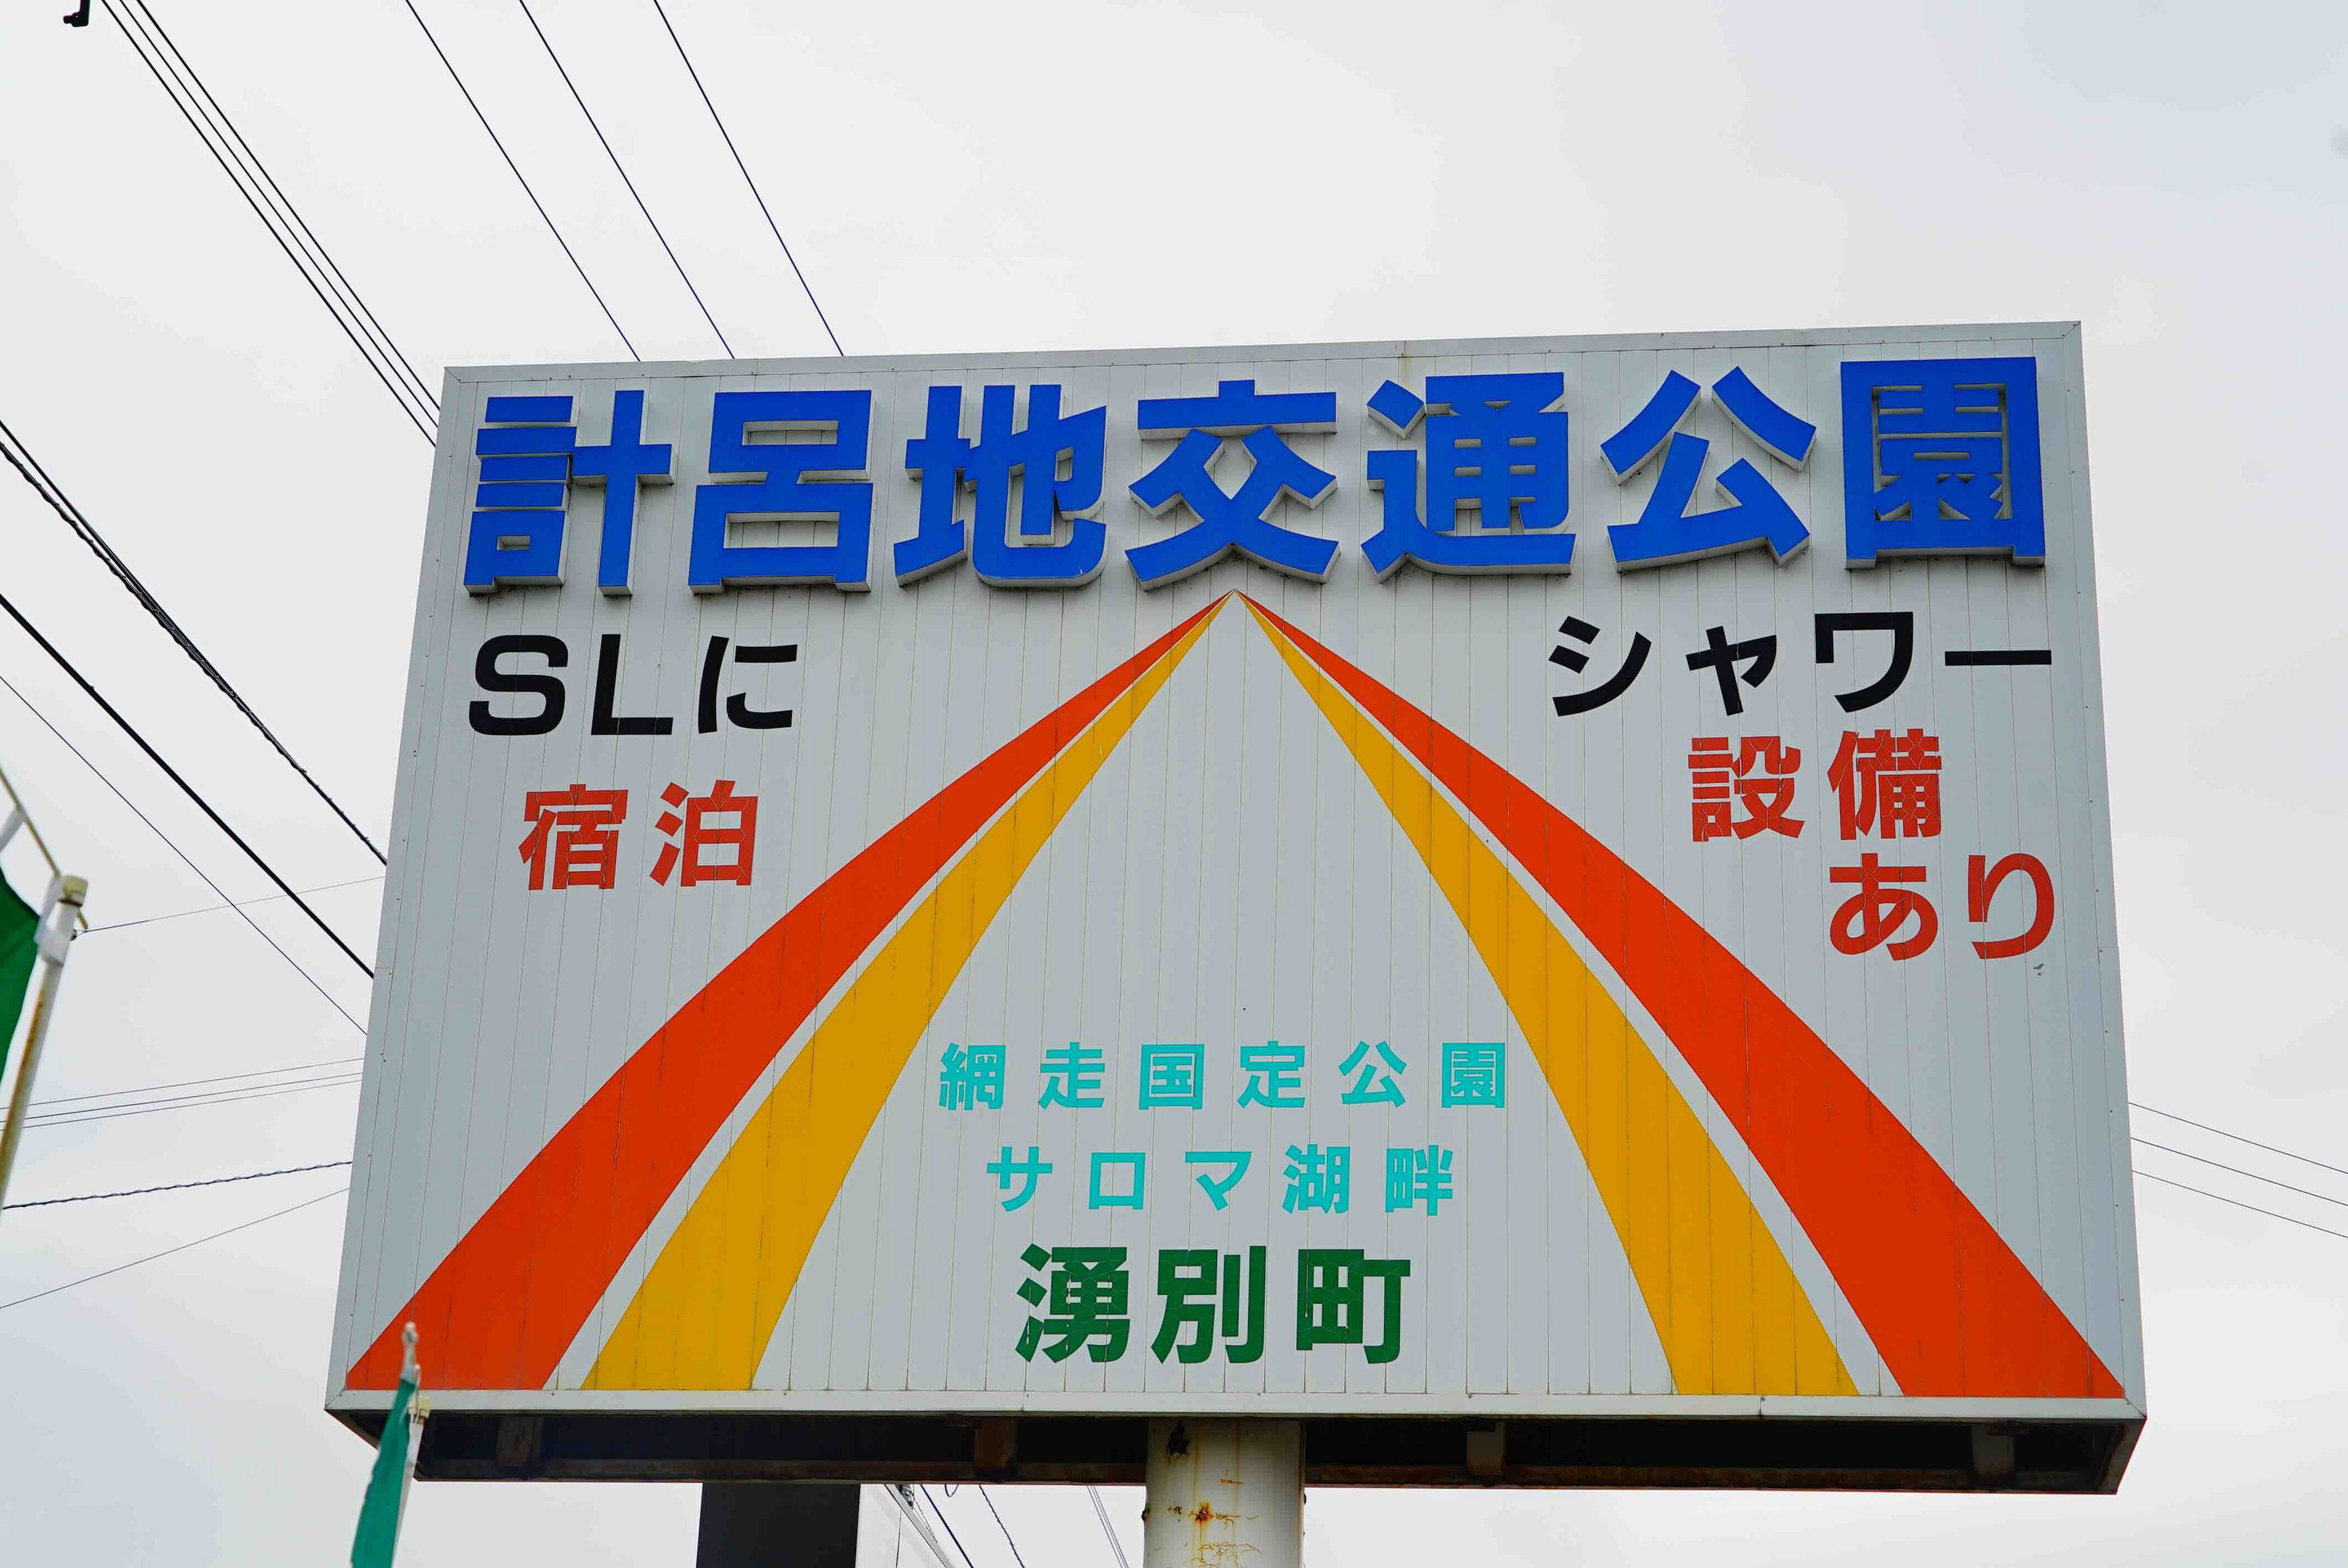 計呂地交通公園
SLに
宿泊
シャワー
設備
あり
網走国定公園
サロマ湖畔
湧別町